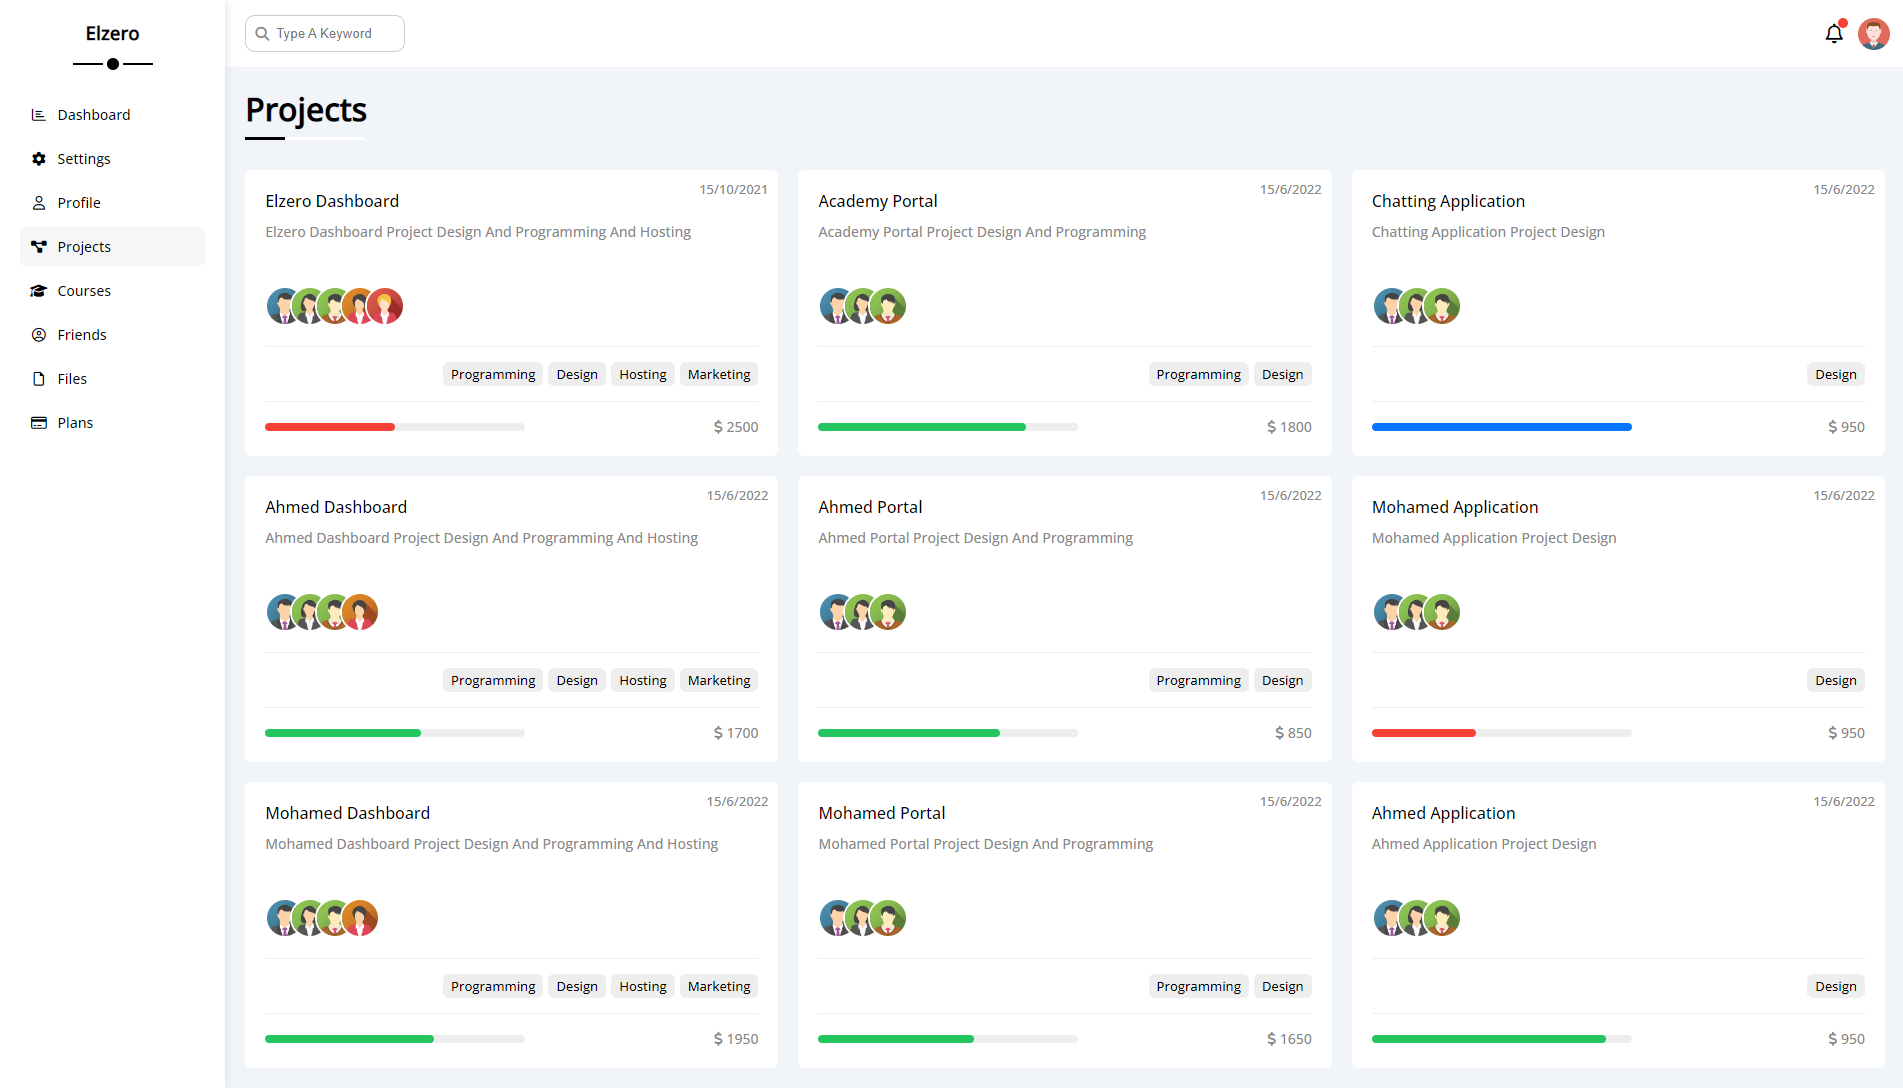 Elzero
Dashboard
Settings
Profile
Projects
Courses
Friends
Files
Plans
Type A Keyword
Projects
15/10/2021
Elzero Dashboard
Elzero Dashboard Project Design And Programming And Hosting
Programming Design Hosting Marketing
$ 2500
15/6/2022
Academy Portal
Academy Portal Project Design And Programming
Programming Design
$ 1800
15/6/2022
Chatting Application
Chatting Application Project Design
Design
$ 950
15/6/2022
Ahmed Dashboard
Ahmed Dashboard Project Design And Programming And Hosting
Programming Design Hosting Marketing
$ 1700
15/6/2022
Ahmed Portal
Ahmed Portal Project Design And Programming
Programming Design
$ 850
15/6/2022
Mohamed Application
Mohamed Application Project Design
Design
$ 950
15/6/2022
Mohamed Dashboard
Mohamed Dashboard Project Design And Programming And Hosting
Programming Design Hosting Marketing
$ 1950
15/6/2022
Mohamed Portal
Mohamed Portal Project Design And Programming
Programming Design
$ 1650
15/6/2022
Ahmed Application
Ahmed Application Project Design
Design
$ 950